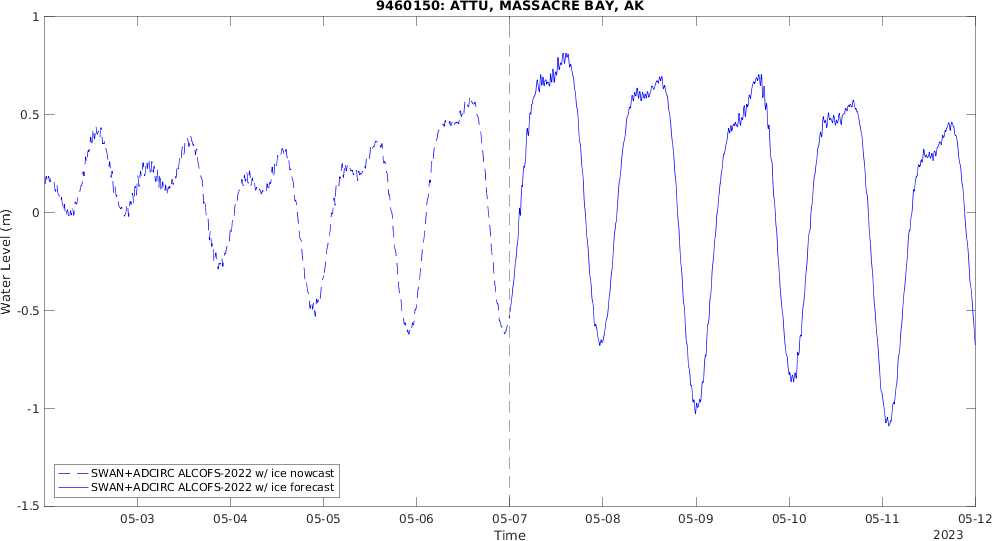 9460150: ATTU, MASSACRE BAY, AK
1
0.5
0
-0.5
-1
-1.5
Water Level (m)
SWAN+ADCIRC ALCOFS-2022 w/ ice nowcast
SWAN+ADCIRC ALCOFS-2022 w/ ice forecast
05-03 05-04 05-05 05-06 05-07 05-08 05-09 05-10 05-11 05-12
Time
2023